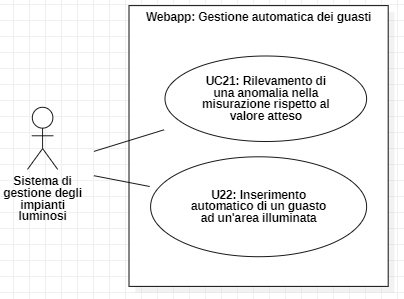 Webapp: Gestione automatica dei guasti
UC21: Rilevamento di
una anomalia nella
misurazione rispetto al
valore atteso
Sistema di
gestione degli
impianti
luminosi
U22: Inserimento
automatico di un guasto
ad un'area illuminata